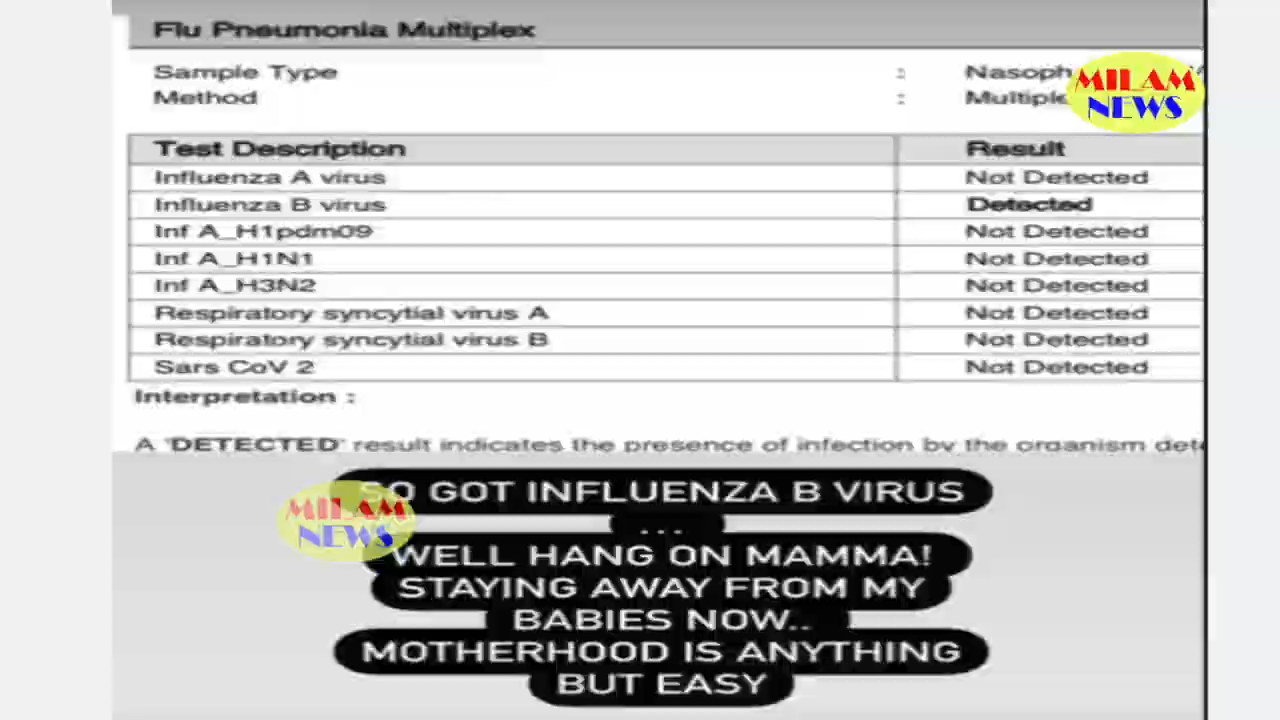 Flu Pneumonia Multiplex
Sample Type : Nasoph
Method : Multiple
MILAM
NEWS
Test Description Result
Influenza A virus Not Detected
Influenza B virus Detected
Inf A_H1pdm09 Not Detected
Inf A_H1N1 Not Detected
Inf A_H3N2 Not Detected
Respiratory syncytial virus A Not Detected
Respiratory syncytial virus B Not Detected
Sars CoV 2 Not Detected
Interpretation :
A 'DETECTED' result indicates the presence of infection by the organism dete
SO GOT INFLUENZA B VIRUS
...
MILAM
NEWS
WELL HANG ON MAMMA!
STAYING AWAY FROM MY
BABIES NOW..
MOTHERHOOD IS ANYTHING
BUT EASY